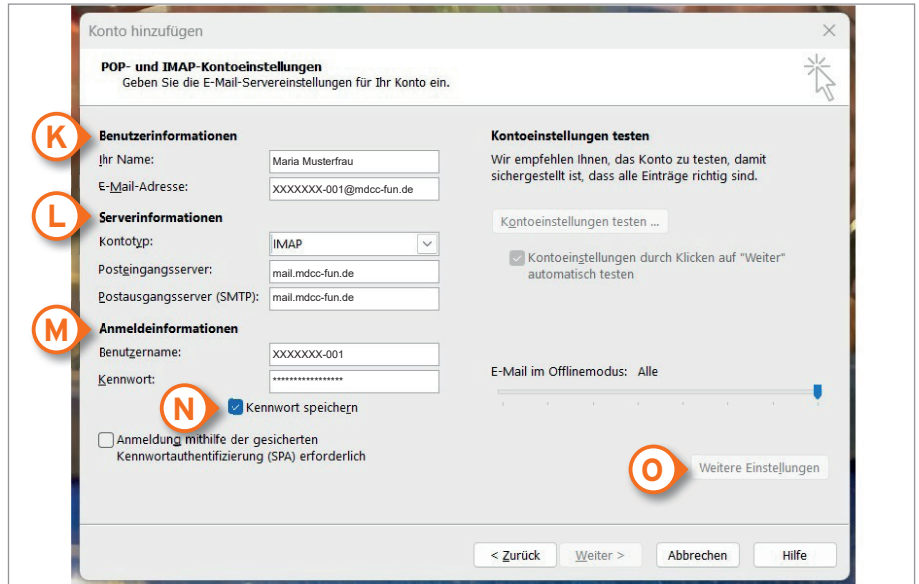 Konto hinzufügen
POP- und IMAP-Kontoeinstellungen
Geben Sie die E-Mail-Servereinstellungen für Ihr Konto ein.
K
Benutzerinformationen
Ihr Name: Maria Musterfrau
E-Mail-Adresse: XXXXXXX-001@mdcc-fun.de
L
Serverinformationen
Kontotyp: IMAP
Posteingangsserver: mail.mdcc-fun.de
Postausgangsserver (SMTP): mail.mdcc-fun.de
M
Anmeldeinformationen
Benutzername: XXXXXXX-001
Kennwort: *****************
N
Kennwort speichern
Anmeldung mithilfe der gesicherten
Kennwortauthentifizierung (SPA) erforderlich
Kontoeinstellungen testen
Wir empfehlen Ihnen, das Konto zu testen, damit
sichergestellt ist, dass alle Einträge richtig sind.
Kontoeinstellungen testen ...
Kontoeinstellungen durch Klicken auf "Weiter"
automatisch testen
E-Mail im Offlinemodus: Alle
O
Weitere Einstellungen
< Zurück
Weiter >
Abbrechen
Hilfe